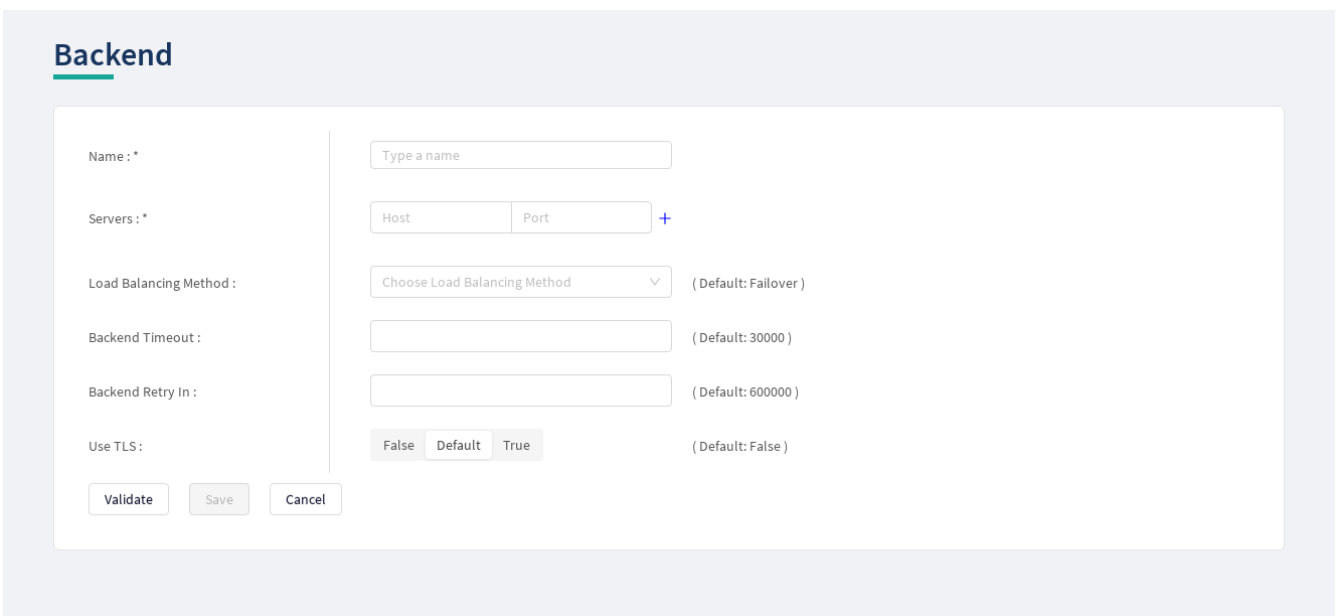 Backend
Name : * Type a name
Servers : * Host Port +
Load Balancing Method : Choose Load Balancing Method ( Default: Failover )
Backend Timeout : ( Default: 30000 )
Backend Retry In : ( Default: 600000 )
Use TLS : False Default True ( Default: False )
Validate Save Cancel